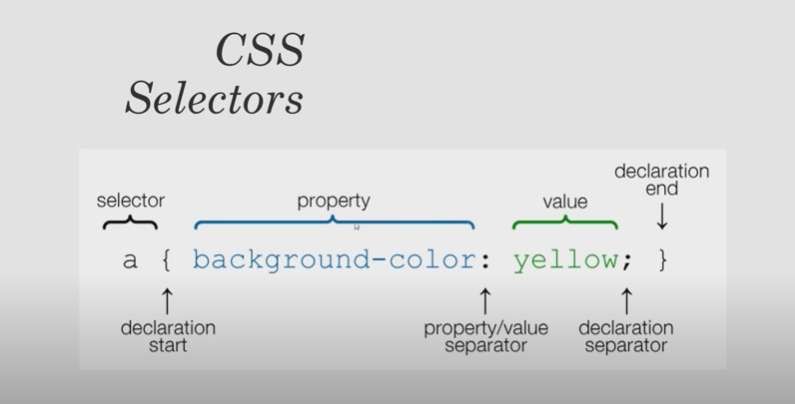 CSS
Selectors
declaration
end
selector
property
value
a { background-color: yellow; }
declaration
start
property/value
separator
declaration
separator